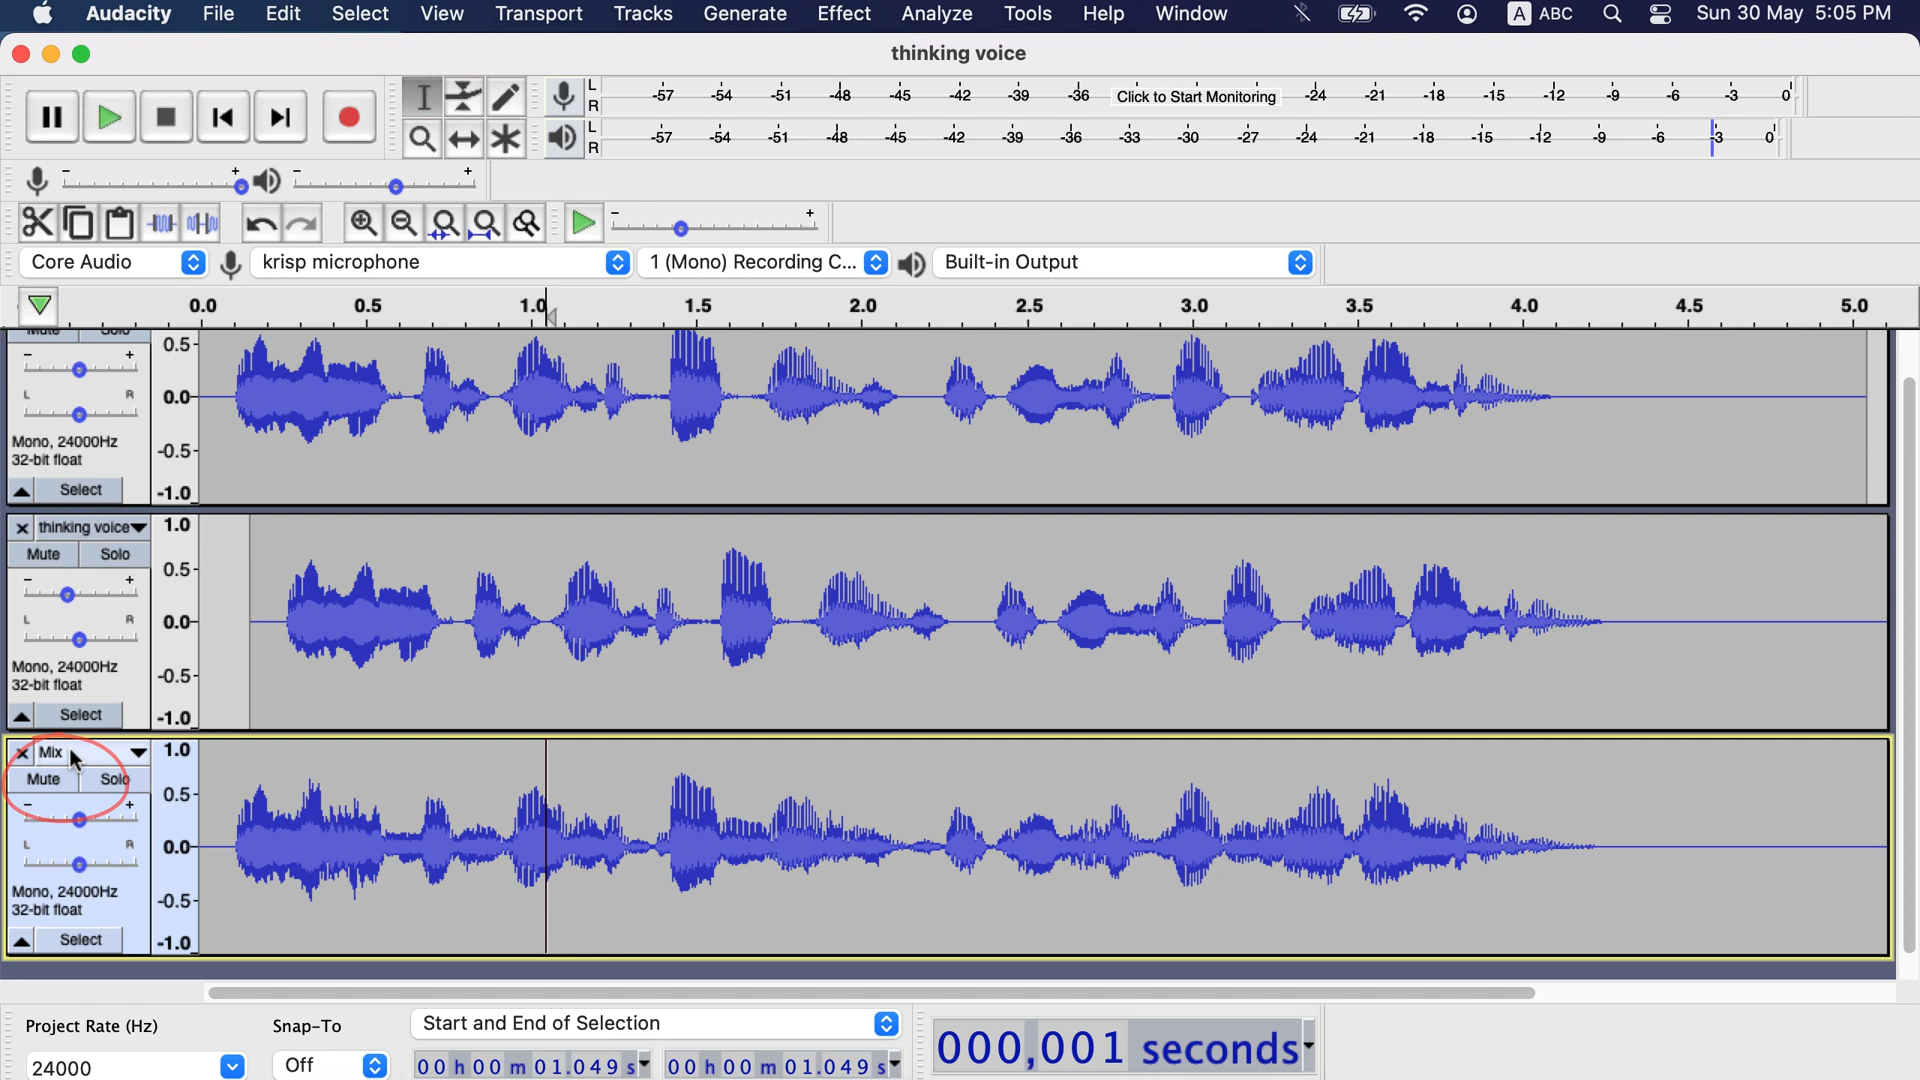 Audacity File Edit Select View Transport Tracks Generate Effect Analyze Tools Help Window A ABC Sun 30 May 5:05 PM
thinking voice
L
R
-57 -54 -51 -48 -45 -42 -39 -36 Click to Start Monitoring -24 -21 -18 -15 -12 -9 -6 -3 0
L
R
-57 -54 -51 -48 -45 -42 -39 -36 -33 -30 -27 -24 -21 -18 -15 -12 -9 -6 -3 0
- + - +
- +
Core Audio krisp microphone 1 (Mono) Recording C... Built-in Output
0.0 0.5 1.0 1.5 2.0 2.5 3.0 3.5 4.0 4.5 5.0
Mute Solo
- +
L R
Mono, 24000Hz
32-bit float
Select
0.5
0.0
-0.5
-1.0
thinking voice
Mute Solo
- +
L R
Mono, 24000Hz
32-bit float
Select
1.0
0.5
0.0
-0.5
-1.0
Mix
Mute Solo
- +
L R
Mono, 24000Hz
32-bit float
Select
1.0
0.5
0.0
-0.5
-1.0
Project Rate (Hz) Snap-To Start and End of Selection
24000 Off 00 h 00 m 01.049 s 00 h 00 m 01.049 s
000,001 seconds